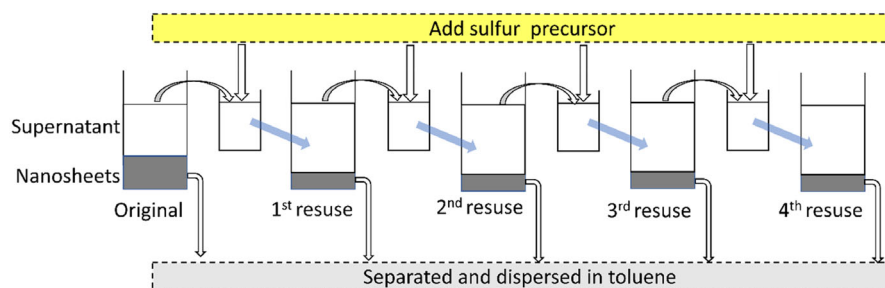 Add sulfur precursor
Supernatant
Nanosheets
Original
1st resuse
2nd resuse
3rd resuse
4th resuse
Separated and dispersed in toluene